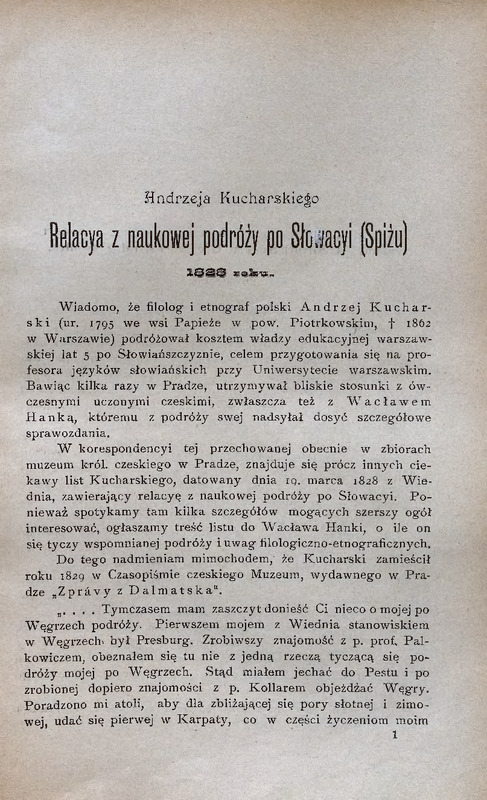 Andrzeja Kucharskiego
Relacya z naukowej podróży po Słowacyi (Spiżu)
1828 roku.
Wiadomo, że filolog i etnograf polski Andrzej Kuchar-
ski (ur. 1795 we wsi Papieże w pow. Piotrkowskim, † 1862
w Warszawie) podróżował kosztem władzy edukacyjnej warszaw-
skiej lat 5 po Słowiańszczyznie, celem przygotowania się na pro-
fesora języków słowiańskich przy Uniwersytecie warszawskim.
Bawiąc kilka razy w Pradze, utrzymywał bliskie stosunki z ów-
czesnymi uczonymi czeskimi, zwłaszcza też z Wacławem
Hanką, któremu z podróży swej nadsyłał dosyć szczegółowe
sprawozdania.
W korespondencyi tej przechowanej obecnie w zbiorach
muzeum król. czeskiego w Pradze, znajduje się prócz innych cie-
kawy list Kucharskiego, datowany dnia 19. marca 1828 z Wie-
dnia, zawierający relacyę z naukowej podróży po Słowacyi. Po-
nieważ spotykamy tam kilka szczegółów mogących szerszy ogół
interesować, ogłaszamy treść listu do Wacława Hanki, o ile on
się tyczy wspomnianej podróży i uwag filologiczno-etnograficznych.
Do tego nadmieniam mimochodem, że Kucharski zamieścił
roku 1829 w Czasopiśmie czeskiego Muzeum, wydawnego w Pra-
dze „Zprávy z Dalmatska“.
„. . . . Tymczasem mam zaszczyt donieść Ci nieco o mojej po
Węgrzech podróży. Pierwszem mojem z Wiednia stanowiskiem
w Węgrzech był Presburg. Zrobiwszy znajomość z p. prof. Pal-
kowiczem, obeznałem się tu nie z jedną rzeczą tyczącą się po-
dróży mojej po Węgrzech. Stąd miałem jechać do Pestu i po
zrobionej dopiero znajomości z p. Kollarem objeżdżać Węgry.
Poradzono mi atoli, aby dla zbliżającej się pory słotnej i zimo-
wej, udać się pierwej w Karpaty, co w części życzeniom moim
1